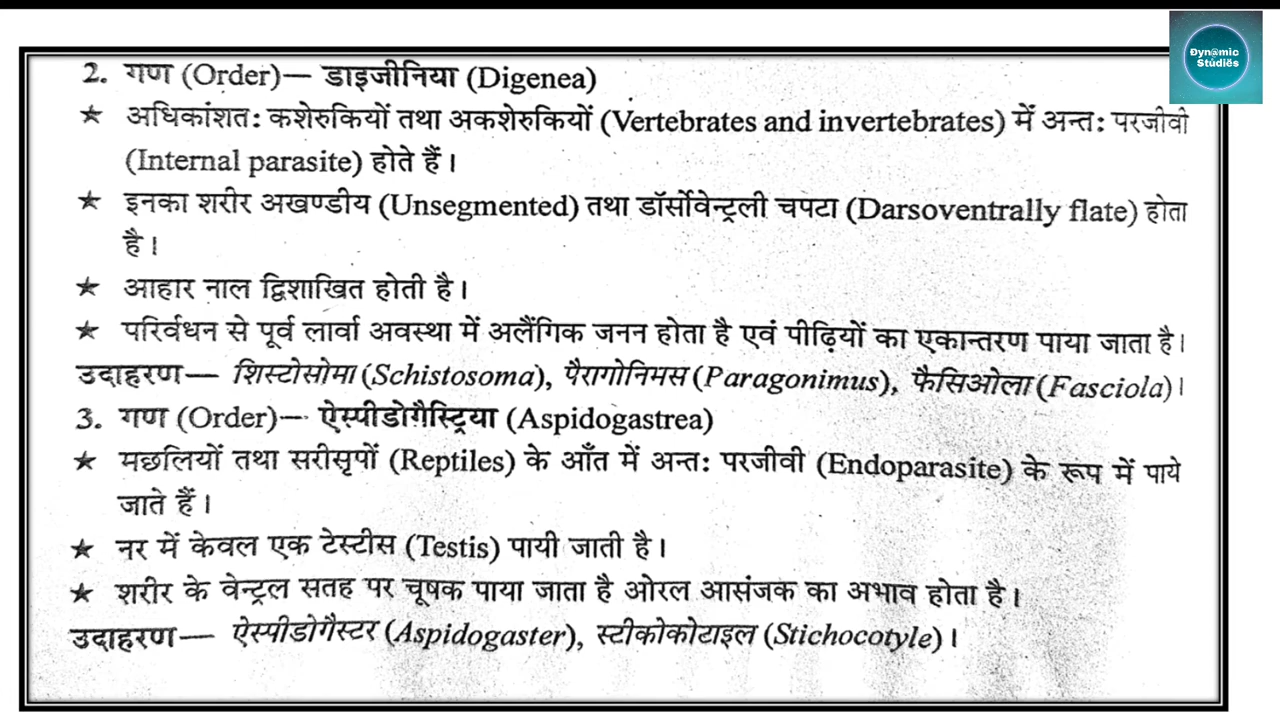 Dyn@mic
Stúdiës
2. गण (Order)— डाइजीनिया (Digenea)
★ अधिकांशतः कशेरुकियों तथा अकशेरुकियों (Vertebrates and invertebrates) में अन्तः परजीवी
(Internal parasite) होते हैं।
★ इनका शरीर अखण्डीय (Unsegmented) तथा डॉर्सोवेन्ट्रली चपटा (Darsoventrally flate) होता
है।
★ आहार नाल द्विशाखित होती है।
★ परिर्वधन से पूर्व लार्वा अवस्था में अलैंगिक जनन होता है एवं पीढ़ियों का एकान्तरण पाया जाता है।
उदाहरण— शिस्टोसोमा (Schistosoma), पैरागोनिमस (Paragonimus), फैसिओला (Fasciola)।
3. गण (Order)— ऐस्पीडोगैस्ट्रिया (Aspidogastrea)
★ मछलियों तथा सरीसृपों (Reptiles) के आँत में अन्तः परजीवी (Endoparasite) के रूप में पाये
जाते हैं।
★ नर में केवल एक टेस्टीस (Testis) पायी जाती है।
★ शरीर के वेन्ट्रल सतह पर चूषक पाया जाता है ओरल आसंजक का अभाव होता है।
उदाहरण— ऐस्पीडोगैस्टर (Aspidogaster), स्टीकोकोटाइल (Stichocotyle)।